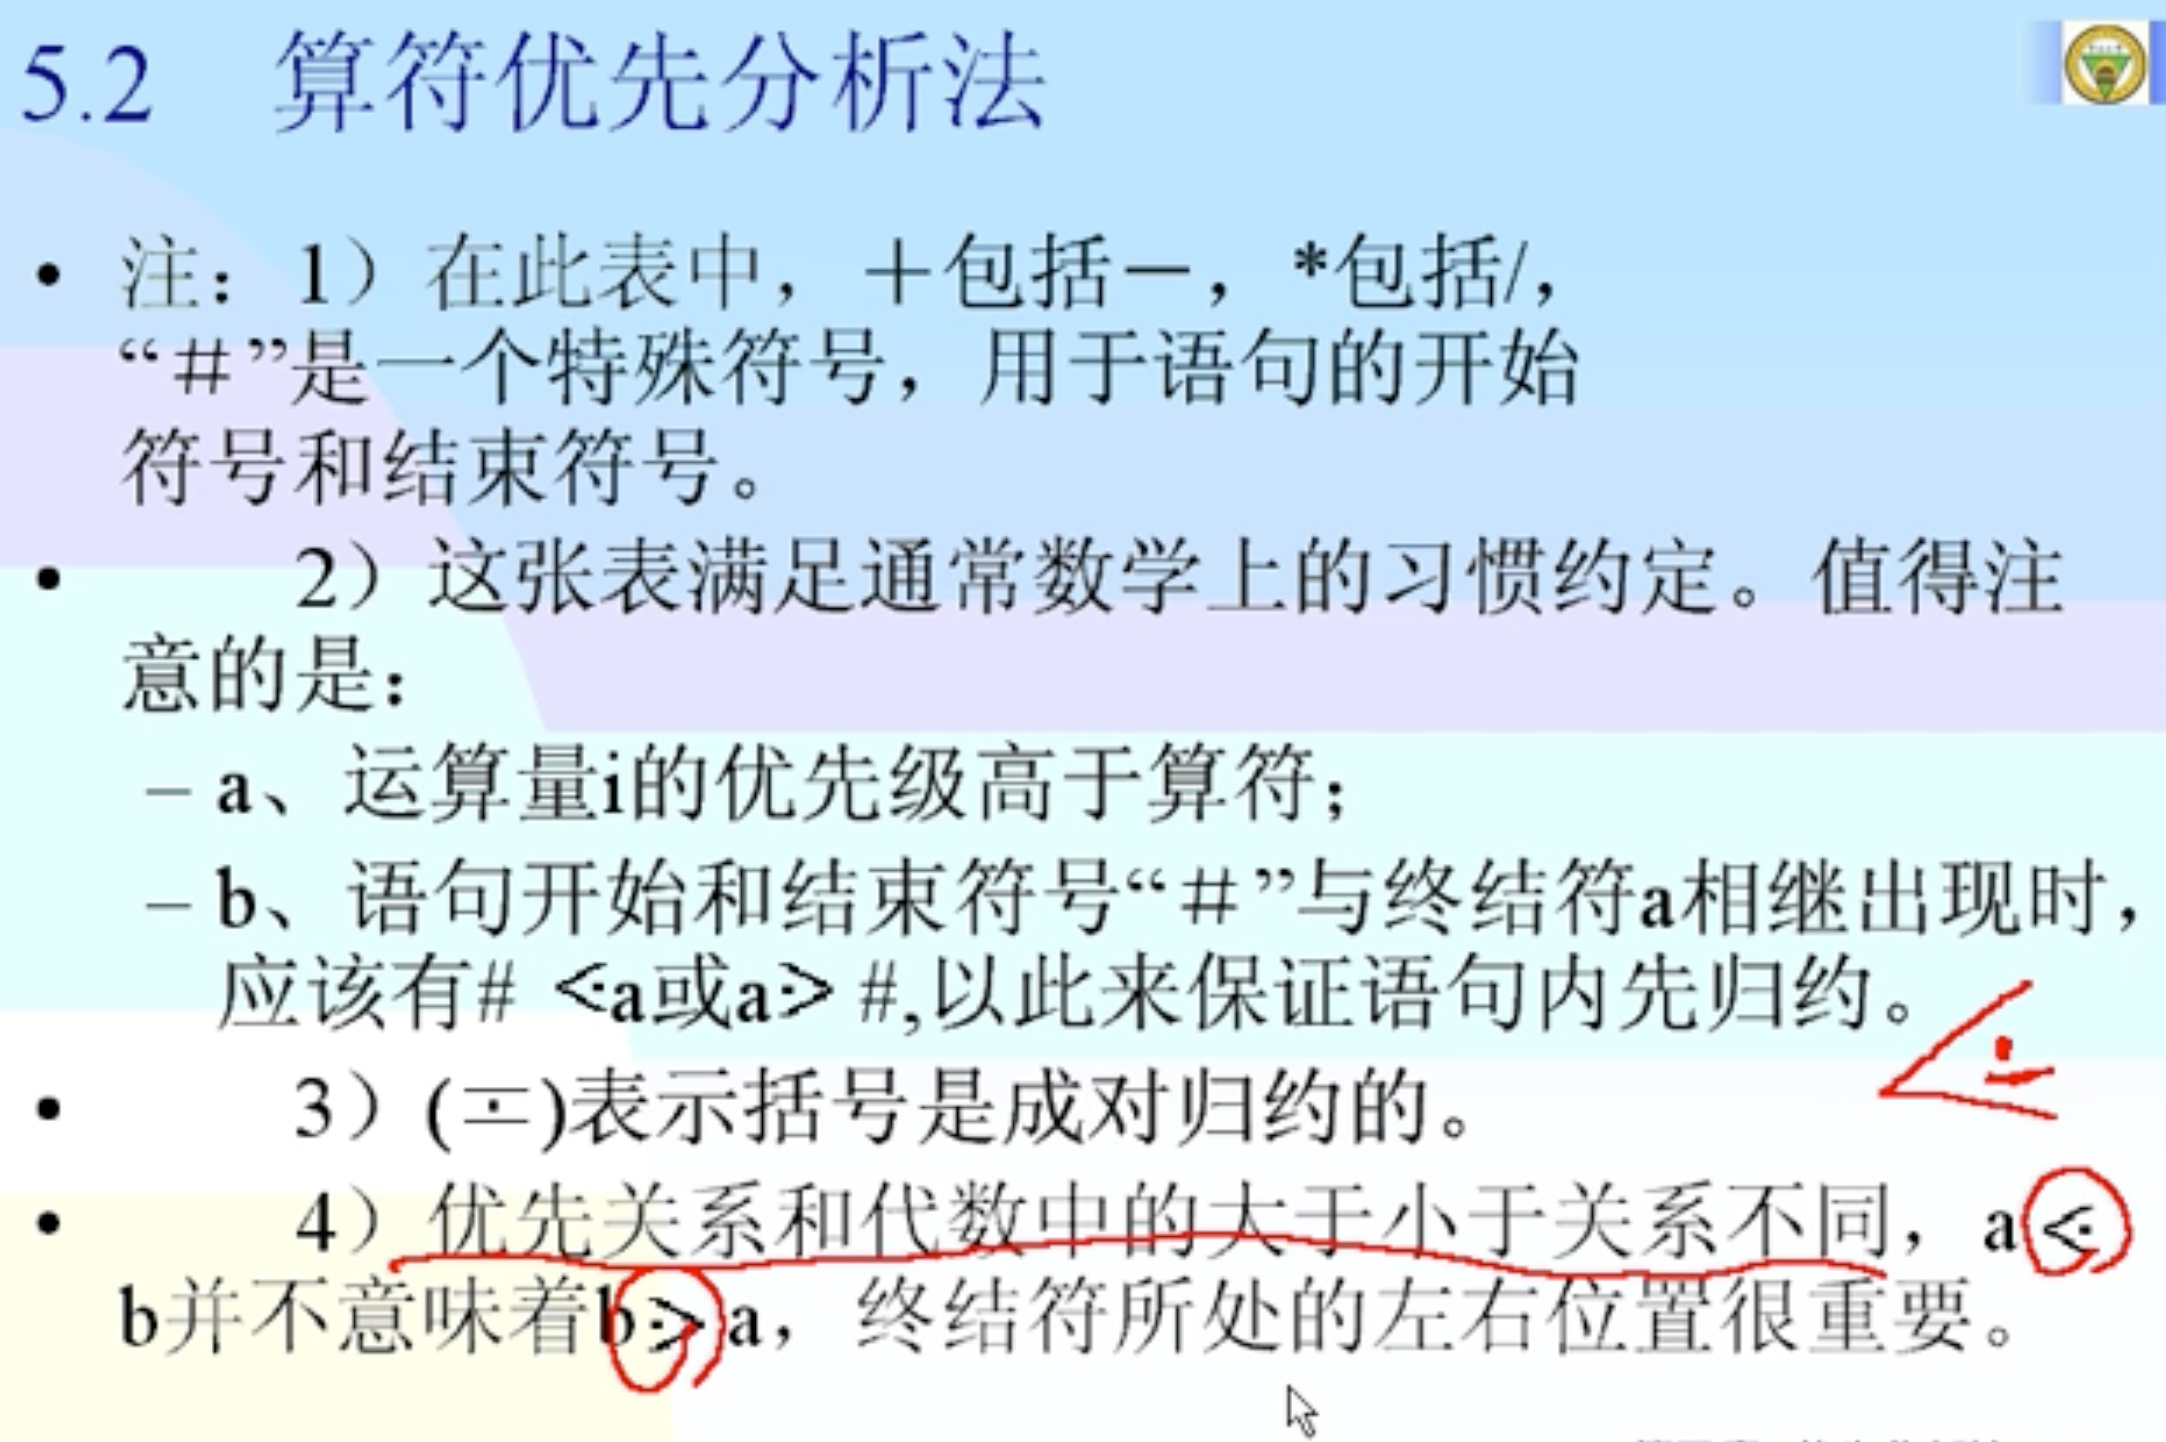 5.2 算符优先分析法
• 注：1）在此表中，＋包括－，*包括/，
“＃”是一个特殊符号，用于语句的开始
符号和结束符号。
• 2）这张表满足通常数学上的习惯约定。值得注
意的是：
– a、运算量i的优先级高于算符；
– b、语句开始和结束符号“＃”与终结符a相继出现时，
应该有# ⋖a或a⋗ #,以此来保证语句内先归约。
• 3）(≖)表示括号是成对归约的。
• 4）优先关系和代数中的大于小于关系不同，a⋖
b并不意味着b⋗a，终结符所处的左右位置很重要。